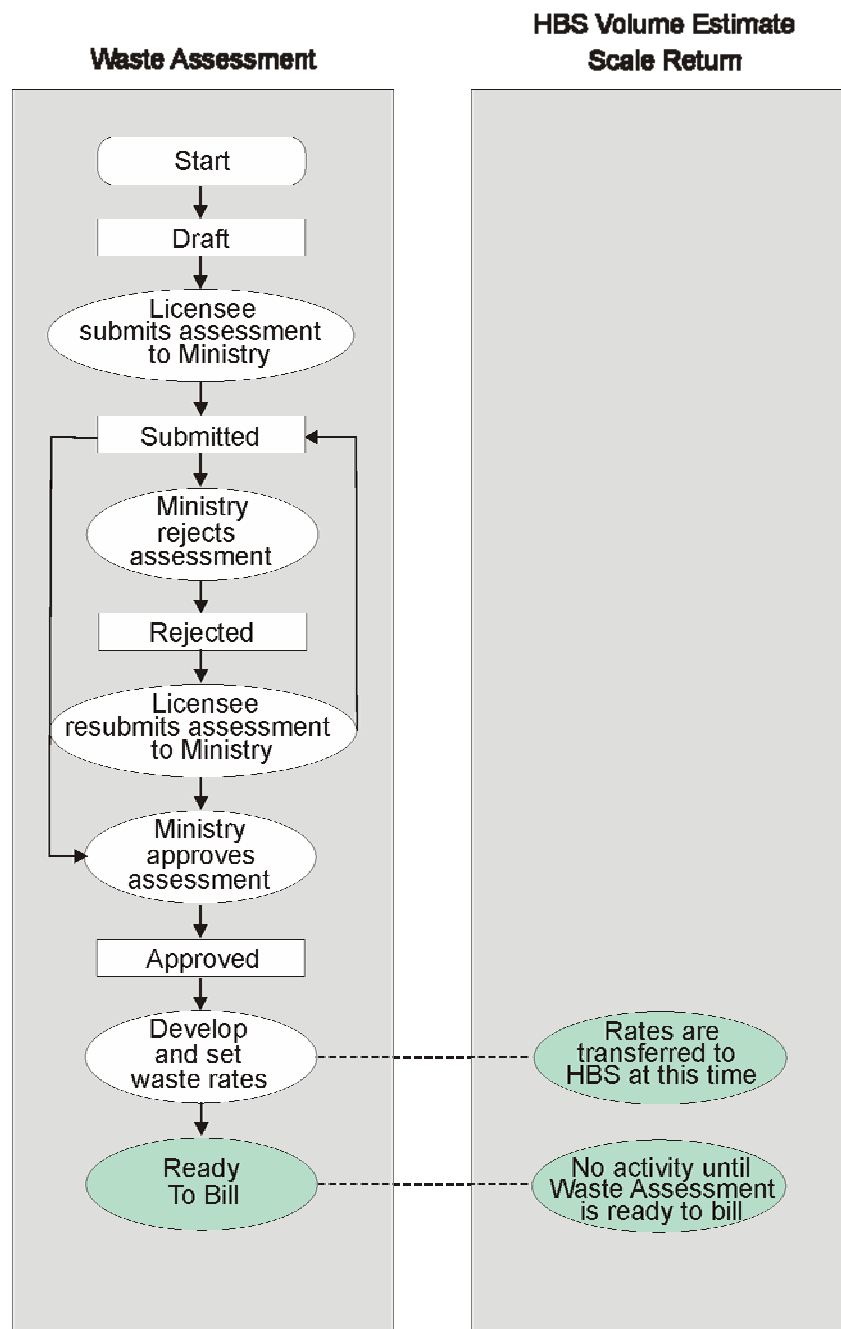 Waste Assessment
HBS Volume Estimate
Scale Return
Start
Draft
Licensee
submits assessment
to Ministry
Submitted
Ministry
rejects
assessment
Rejected
Licensee
resubmits assessment
to Ministry
Ministry
approves
assessment
Approved
Develop
and set
waste rates
Rates are
transferred to
HBS at this time
Ready
To Bill
No activity until
Waste Assessment
is ready to bill